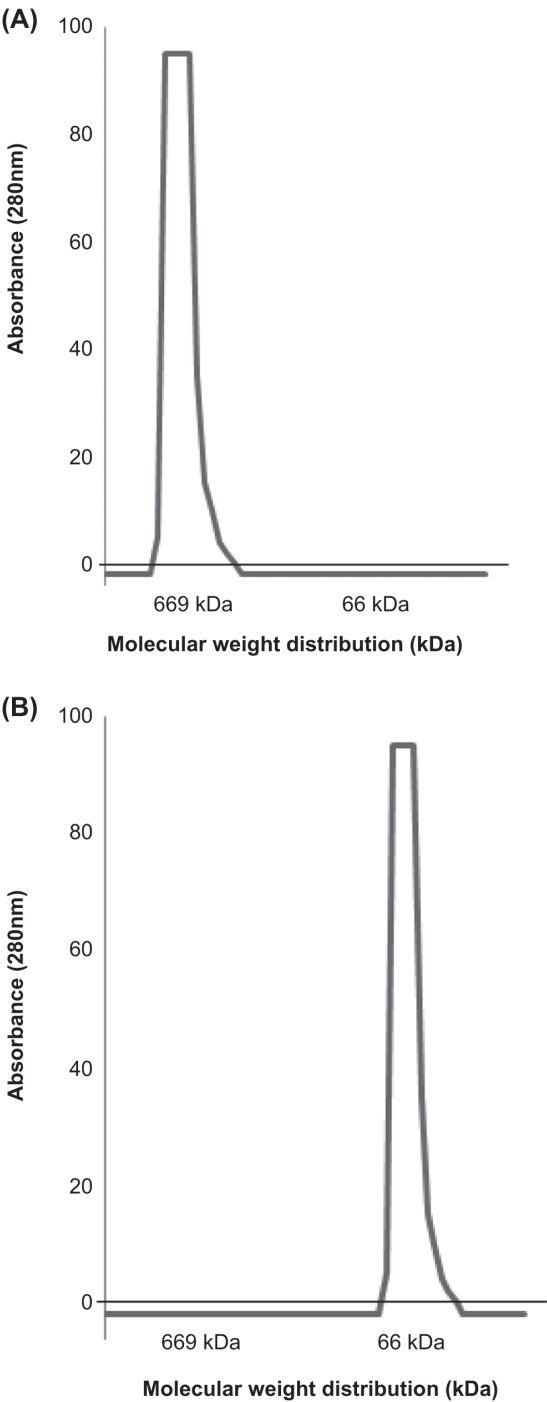 (A)
100
80
60
40
20
0
Absorbance (280nm)
669 kDa 66 kDa
Molecular weight distribution (kDa)
(B)
100
80
60
40
20
0
Absorbance (280nm)
669 kDa 66 kDa
Molecular weight distribution (kDa)